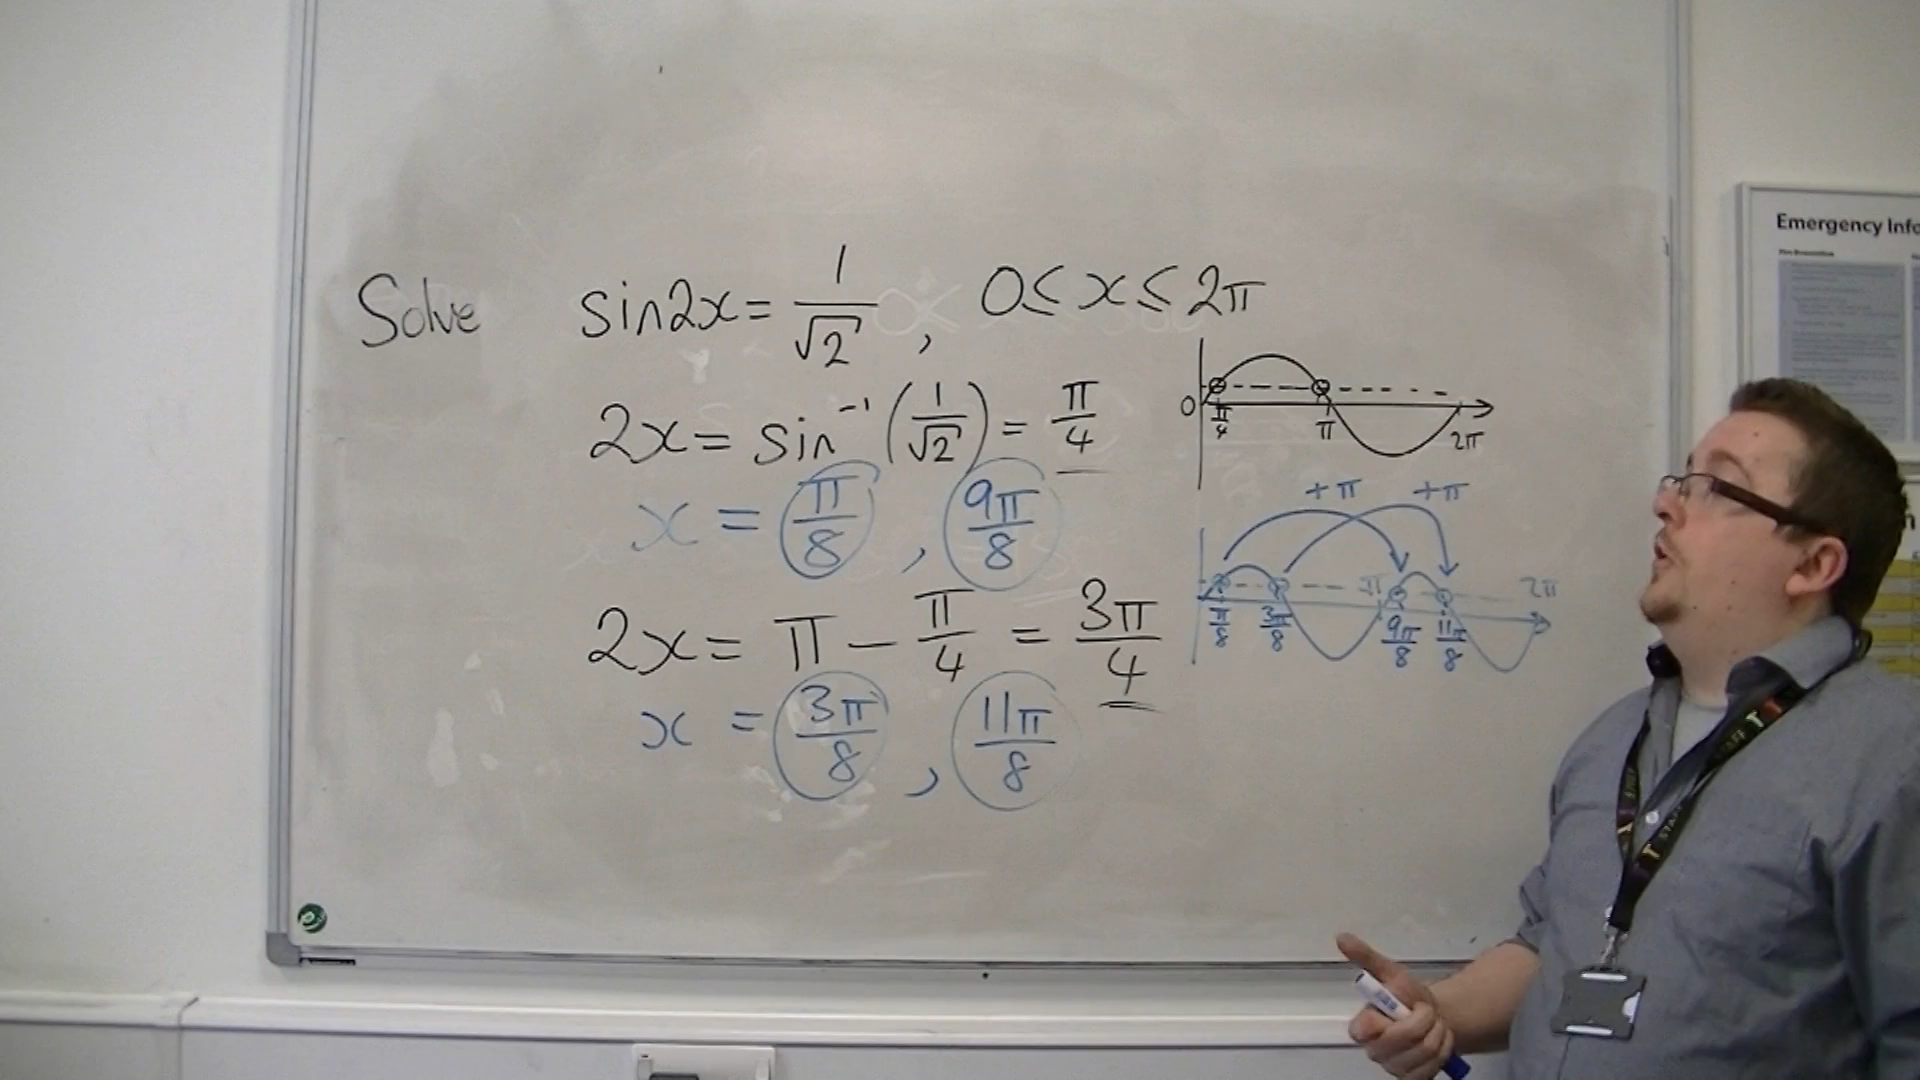 Solve sin2x = 1/√2 , 0 ≤ x ≤ 2π
2x = sin⁻¹(1/√2) = π/4
x = π/8 , 9π/8
2x = π − π/4 = 3π/4
x = 3π/8 , 11π/8
0 π/4 π 2π
+π +π
π 2π
π/8 3π/8 9π/8 11π/8
Emergency Info
STAFF